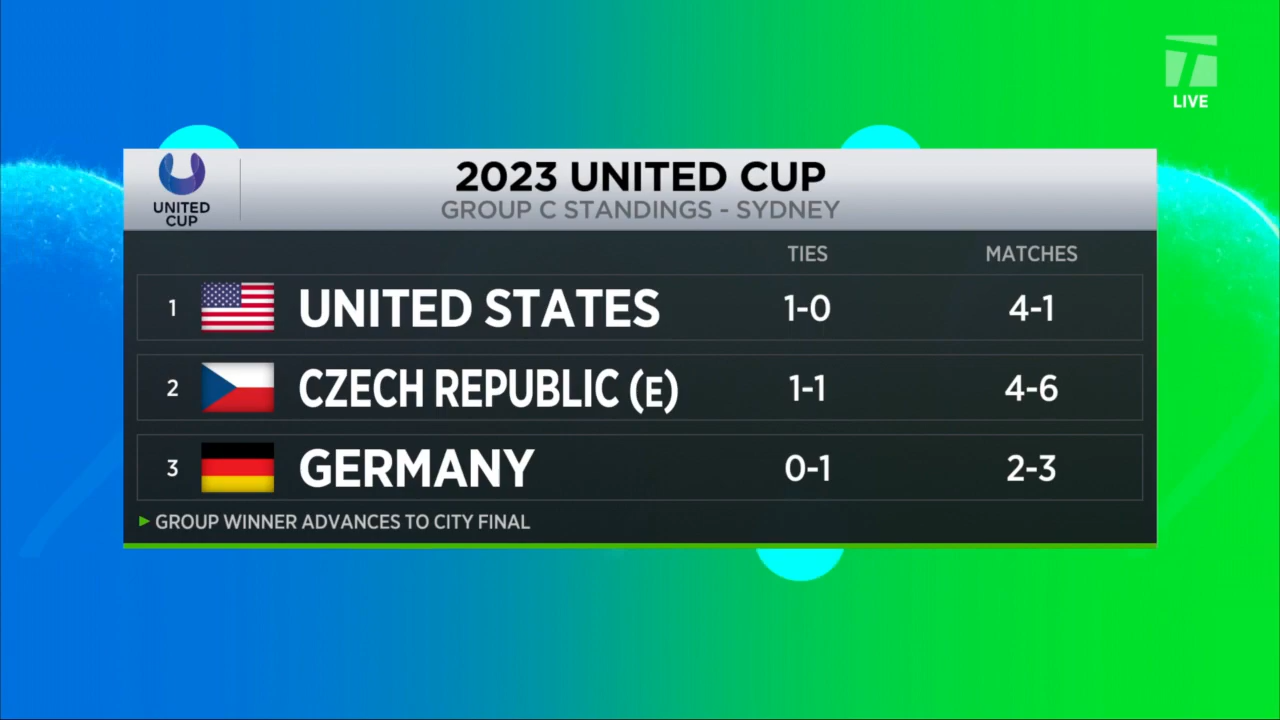 LIVE
UNITED
CUP
2023 UNITED CUP
GROUP C STANDINGS - SYDNEY
TIES MATCHES
1 UNITED STATES 1-0 4-1
2 CZECH REPUBLIC (E) 1-1 4-6
3 GERMANY 0-1 2-3
GROUP WINNER ADVANCES TO CITY FINAL